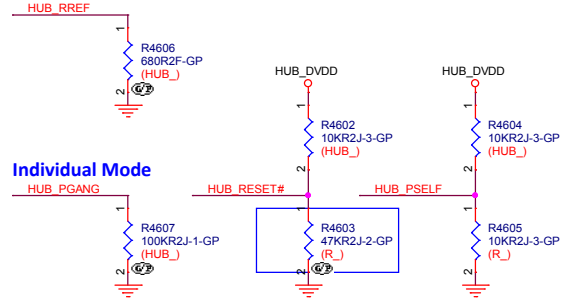 HUB_RREF
1
R4606
680R2F-GP
(HUB_)
2
G/P
HUB_DVDD
HUB_DVDD
1
R4602
10KR2J-3-GP
(HUB_)
2
1
R4604
10KR2J-3-GP
(HUB_)
2
Individual Mode
HUB_PGANG
HUB_RESET#
HUB_PSELF
1
R4607
100KR2J-1-GP
(HUB_)
2
G/P
1
R4603
47KR2J-2-GP
(R_)
2
G/P
1
R4605
10KR2J-3-GP
(R_)
2